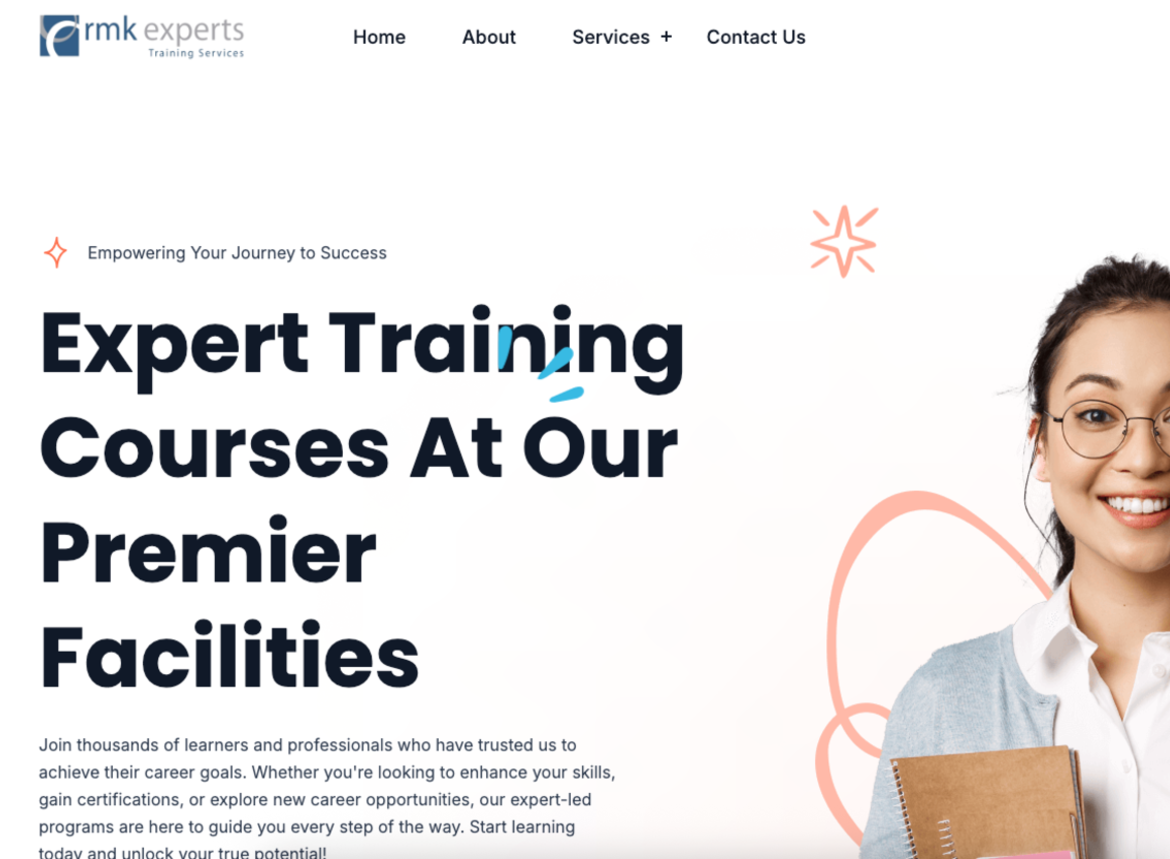 rmk experts
Training Services
Home
About
Services +
Contact Us
Empowering Your Journey to Success
Expert Training
Courses At Our
Premier
Facilities
Join thousands of learners and professionals who have trusted us to
achieve their career goals. Whether you're looking to enhance your skills,
gain certifications, or explore new career opportunities, our expert-led
programs are here to guide you every step of the way. Start learning
today and unlock your true potential!